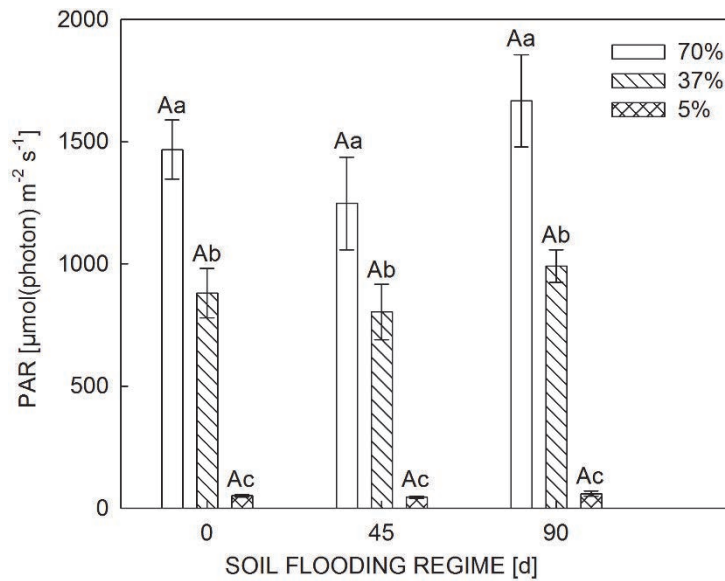 2000
1500
1000
500
0
PAR [µmol(photon) m⁻² s⁻¹]
70%
37%
5%
Aa
Ab
Ac
Aa
Ab
Ac
Aa
Ab
Ac
0
45
90
SOIL FLOODING REGIME [d]